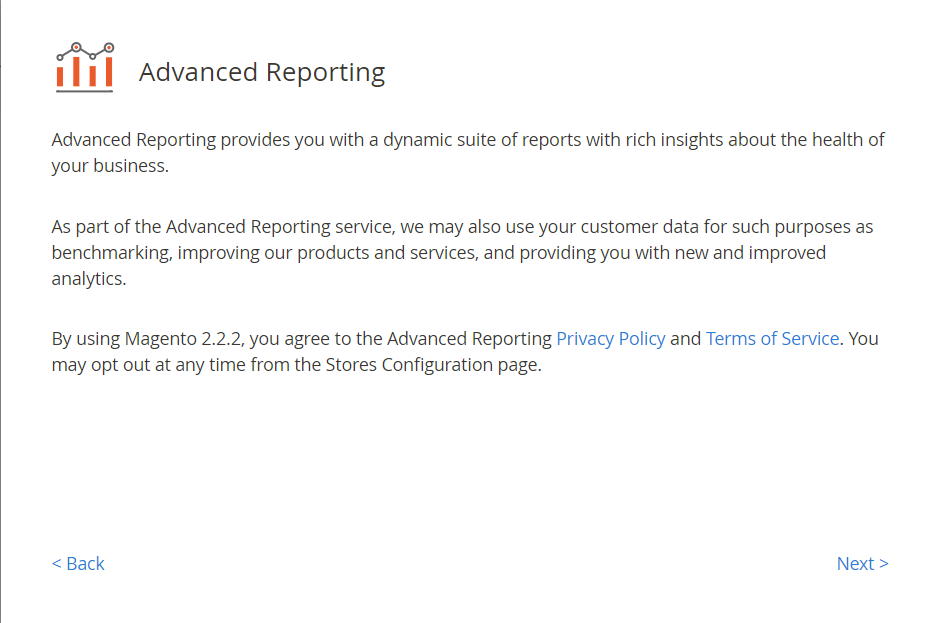 Advanced Reporting
Advanced Reporting provides you with a dynamic suite of reports with rich insights about the health of
your business.
As part of the Advanced Reporting service, we may also use your customer data for such purposes as
benchmarking, improving our products and services, and providing you with new and improved
analytics.
By using Magento 2.2.2, you agree to the Advanced Reporting Privacy Policy and Terms of Service. You
may opt out at any time from the Stores Configuration page.
< Back
Next >